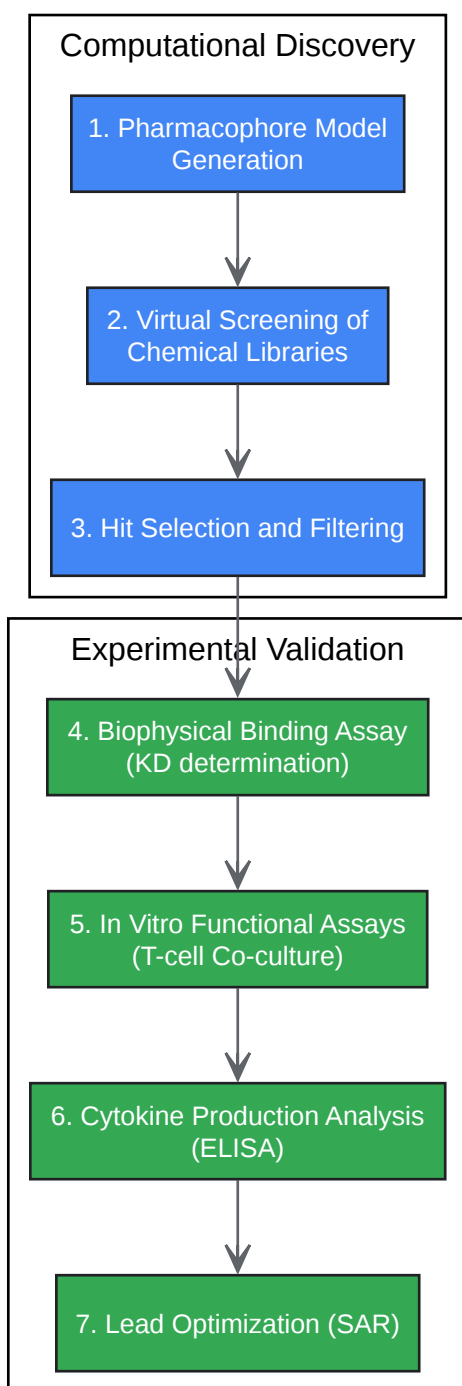 Computational Discovery
1. Pharmacophore Model
Generation
2. Virtual Screening of
Chemical Libraries
3. Hit Selection and Filtering
Experimental Validation
4. Biophysical Binding Assay
(KD determination)
5. In Vitro Functional Assays
(T-cell Co-culture)
6. Cytokine Production Analysis
(ELISA)
7. Lead Optimization (SAR)